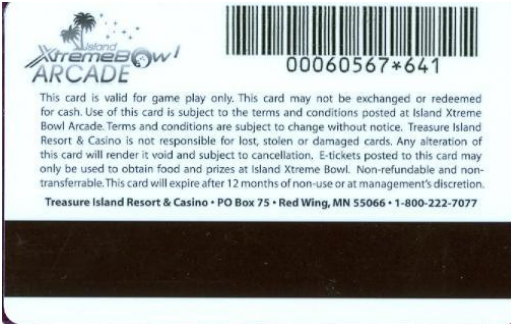 Island
XtremeBowl
ARCADE
00060567*641
This card is valid for game play only. This card may not be exchanged or redeemed
for cash. Use of this card is subject to the terms and conditions posted at Island Xtreme
Bowl Arcade. Terms and conditions are subject to change without notice. Treasure Island
Resort & Casino is not responsible for lost, stolen or damaged cards. Any alteration of
this card will render it void and subject to cancellation. E-tickets posted to this card may
only be used to obtain food and prizes at Island Xtreme Bowl. Non-refundable and non-
transferrable. This card will expire after 12 months of non-use or at management's discretion.
Treasure Island Resort & Casino • PO Box 75 • Red Wing, MN 55066 • 1-800-222-7077